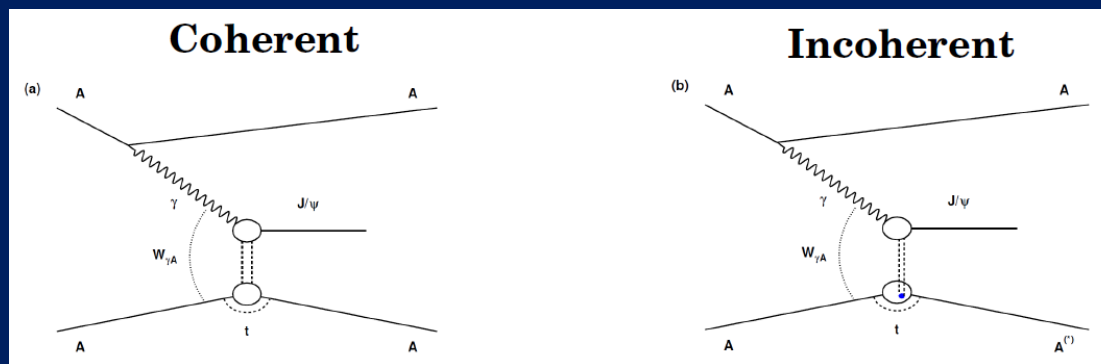 Coherent
(a)
A
A
γ
J/ψ
W_γA
t
A
A
Incoherent
(b)
A
A
γ
J/ψ
W_γA
t
A
A(*)